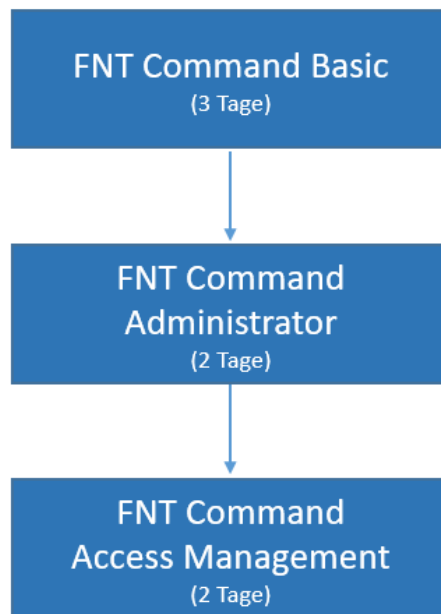 FNT Command Basic
(3 Tage)
FNT Command
Administrator
(2 Tage)
FNT Command
Access Management
(2 Tage)